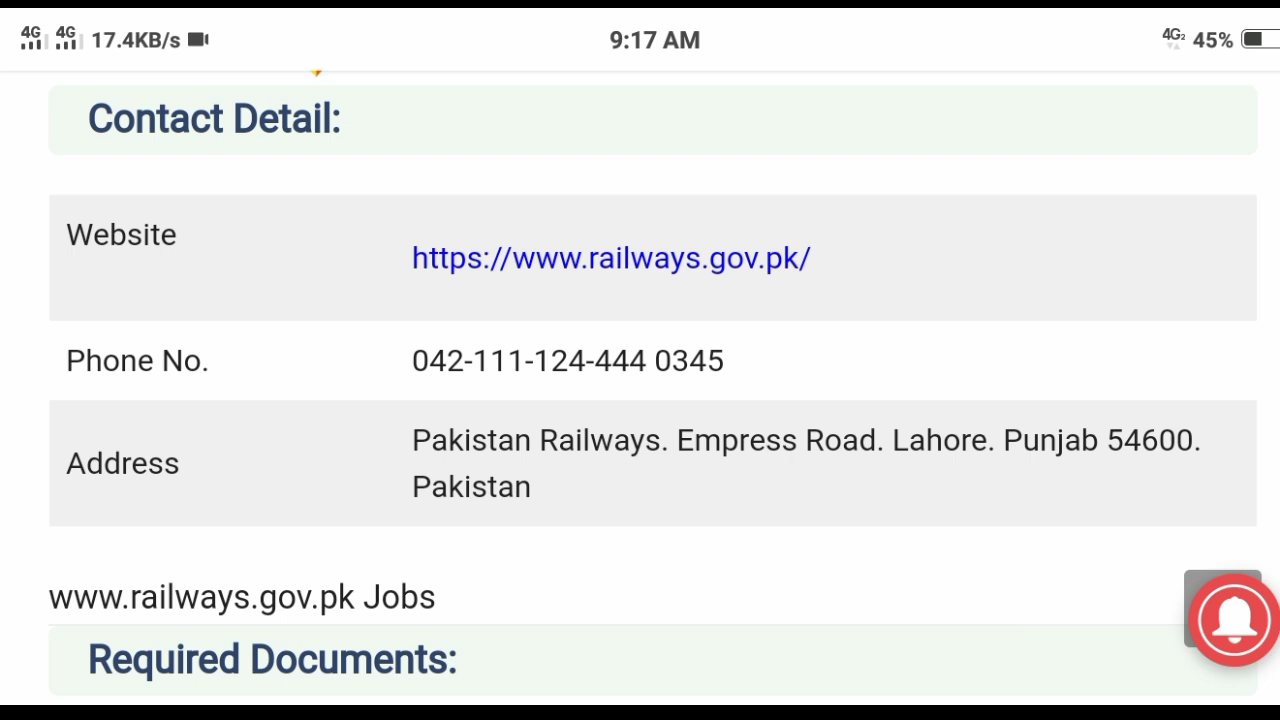 4G 4G 17.4KB/s 9:17 AM 4G2 45%
Contact Detail:
Website
https://www.railways.gov.pk/
Phone No. 042-111-124-444 0345
Address
Pakistan Railways. Empress Road. Lahore. Punjab 54600.
Pakistan
www.railways.gov.pk Jobs
Required Documents: